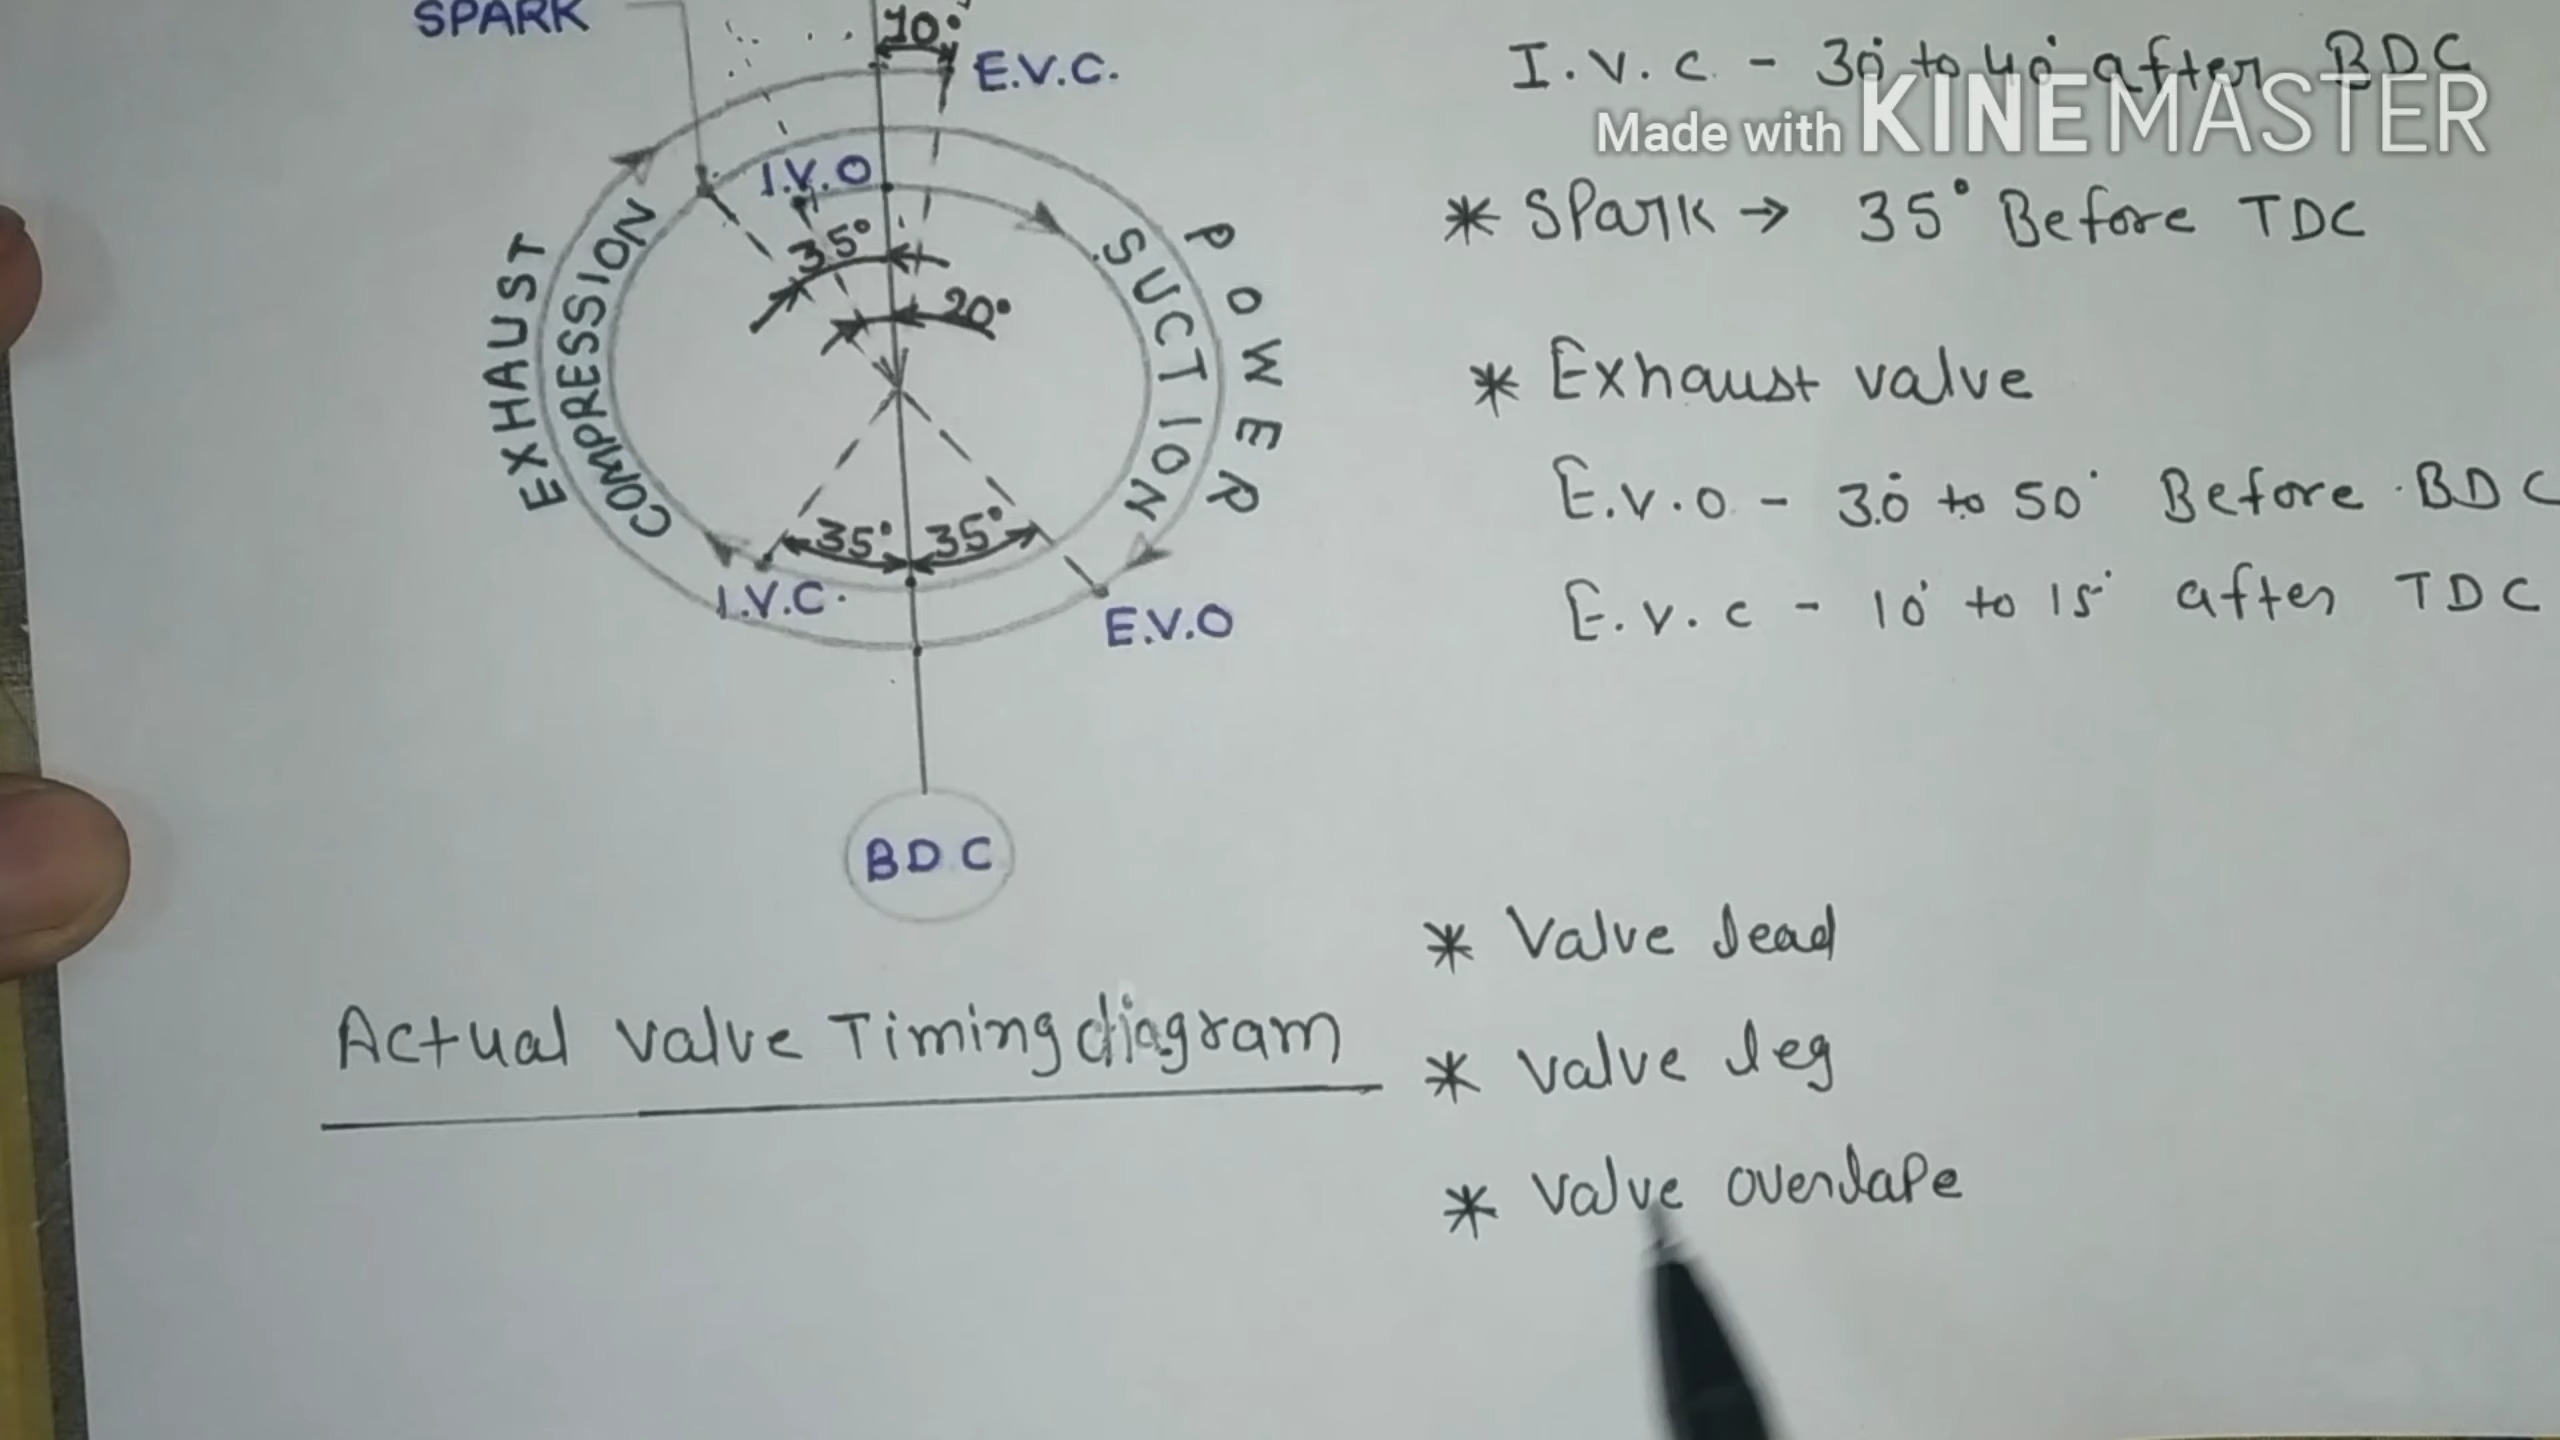 SPARK
10°
E.V.C.
I.V.O
35°
20°
EXHAUST
COMPRESSION
SUCTION
POWER
35° 35°
I.V.C.
E.V.O
BDC
Actual valve Timing diagram
I.V.C - 30° to 40° after BDC
Made with KINEMASTER
* Spark → 35° Before TDC
* Exhaust valve
E.V.O - 30° to 50° Before BDC
E.V.C - 10° to 15° after TDC
* Valve lead
* valve leg
* valve overlape